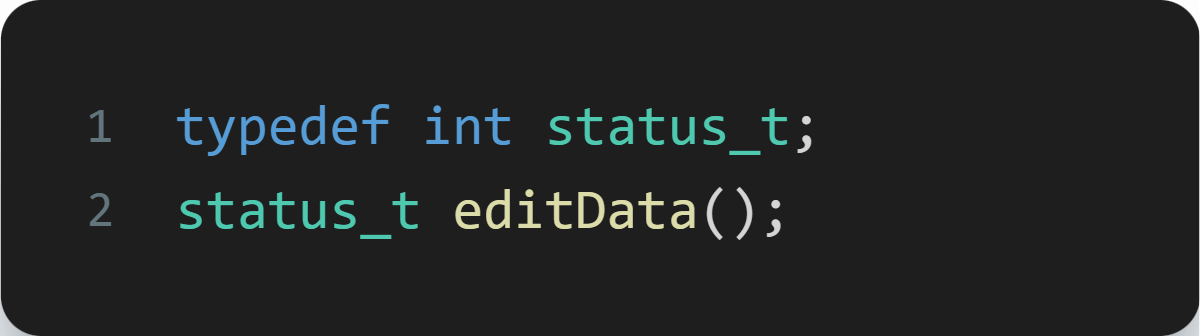 1 typedef int status_t;
2 status_t editData();